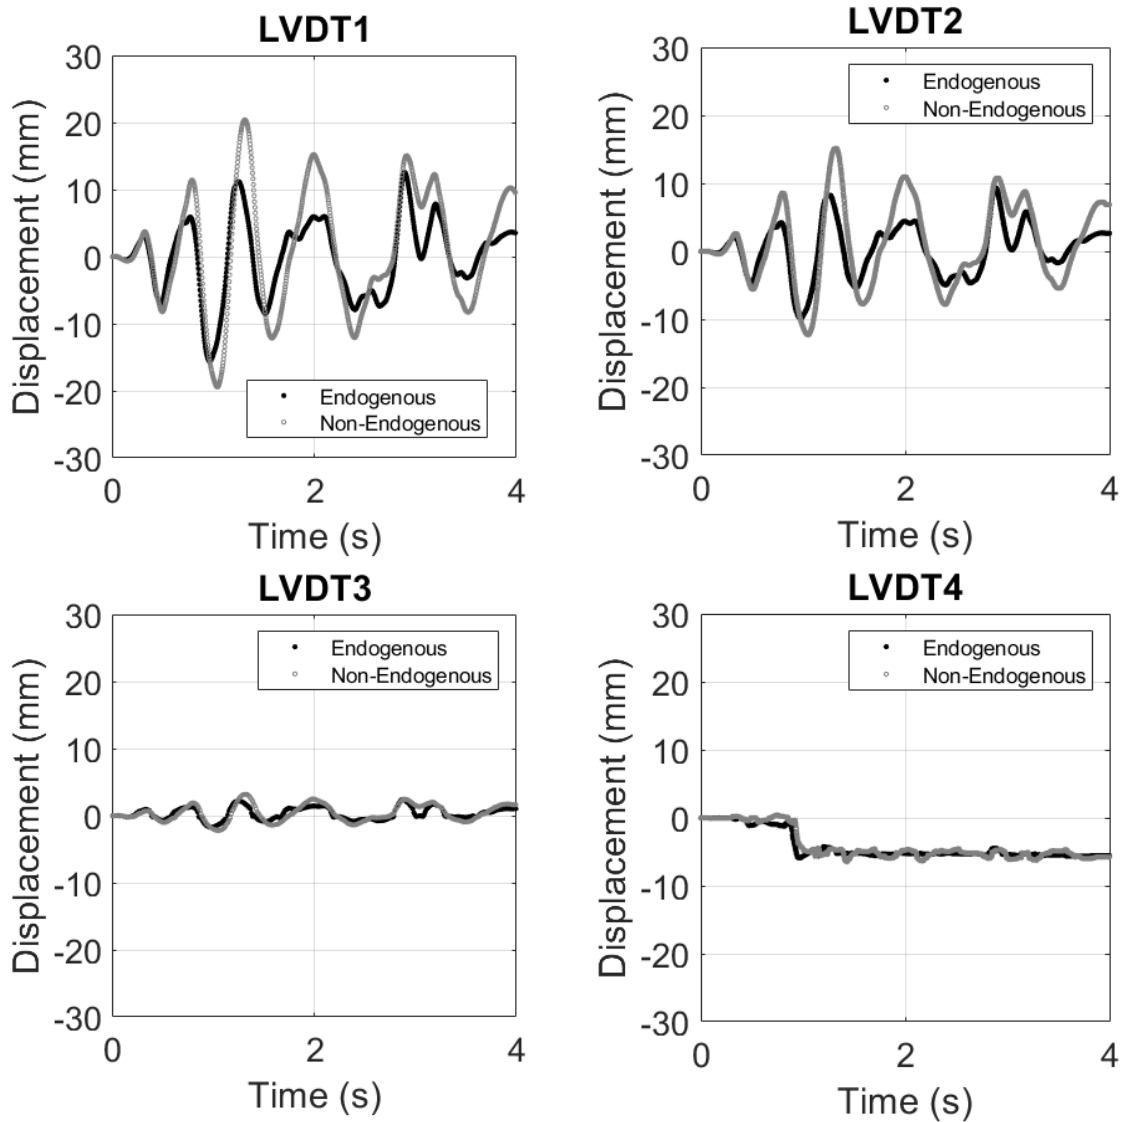 LVDT1
30
20
10
0
-10
-20
-30
Displacement (mm)
Endogenous
Non-Endogenous
0
2
4
Time (s)
LVDT2
30
20
10
0
-10
-20
-30
Displacement (mm)
Endogenous
Non-Endogenous
0
2
4
Time (s)
LVDT3
30
20
10
0
-10
-20
-30
Displacement (mm)
Endogenous
Non-Endogenous
0
2
4
Time (s)
LVDT4
30
20
10
0
-10
-20
-30
Displacement (mm)
Endogenous
Non-Endogenous
0
2
4
Time (s)